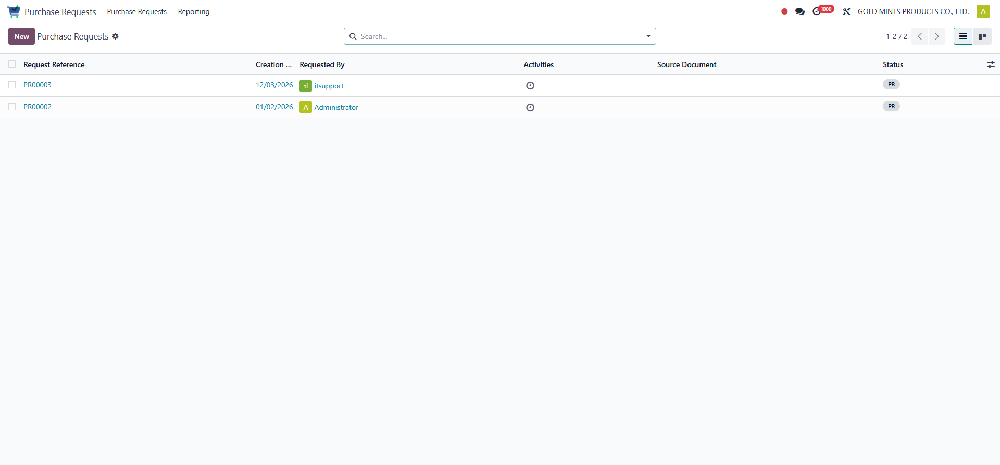 Purchase Requests Purchase Requests Reporting 1000 GOLD MINTS PRODUCTS CO., LTD. A
New Purchase Requests Search... 1-2 / 2
Request Reference Creation ... Requested By Activities Source Document Status
PR00003 12/03/2026 ป itsupport PR
PR00002 01/02/2026 A Administrator PR